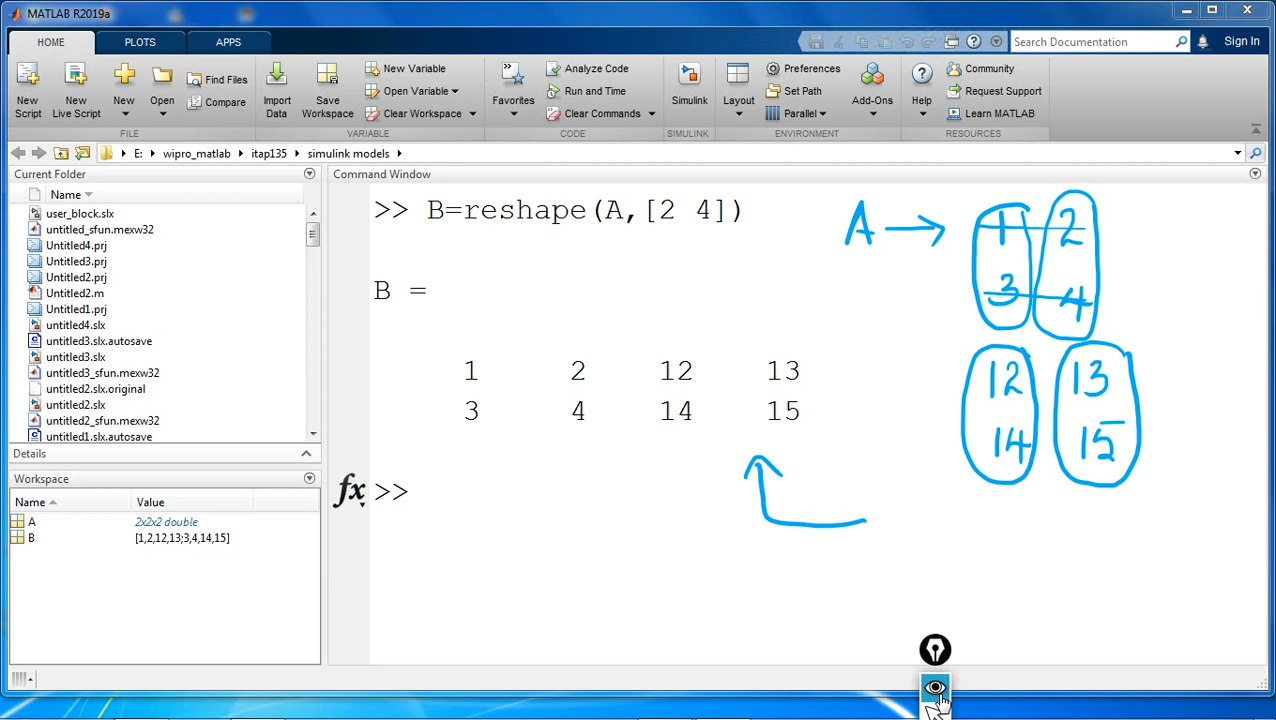 MATLAB R2019a
HOME PLOTS APPS Search Documentation Sign In
New Script New Live Script New Open Find Files Compare Import Data Save Workspace New Variable Open Variable Clear Workspace Favorites Analyze Code Run and Time Clear Commands Simulink Layout Preferences Set Path Parallel Add-Ons Help Community Request Support Learn MATLAB
FILE VARIABLE CODE SIMULINK ENVIRONMENT RESOURCES
E: wipro_matlab itap135 simulink models
Current Folder
Name
user_block.slx
untitled_sfun.mexw32
Untitled4.prj
Untitled3.prj
Untitled2.prj
Untitled2.m
Untitled1.prj
untitled4.slx
untitled3.slx.autosave
untitled3.slx
untitled3_sfun.mexw32
untitled2.slx.original
untitled2.slx
untitled2_sfun.mexw32
untitled1.slx.autosave
Details
Workspace
Name Value
A 2x2x2 double
B [1,2,12,13;3,4,14,15]
Command Window
>> B=reshape(A,[2 4])
B =
1 2 12 13
3 4 14 15
fx >>
A → 1 2
3 4
12 13
14 15